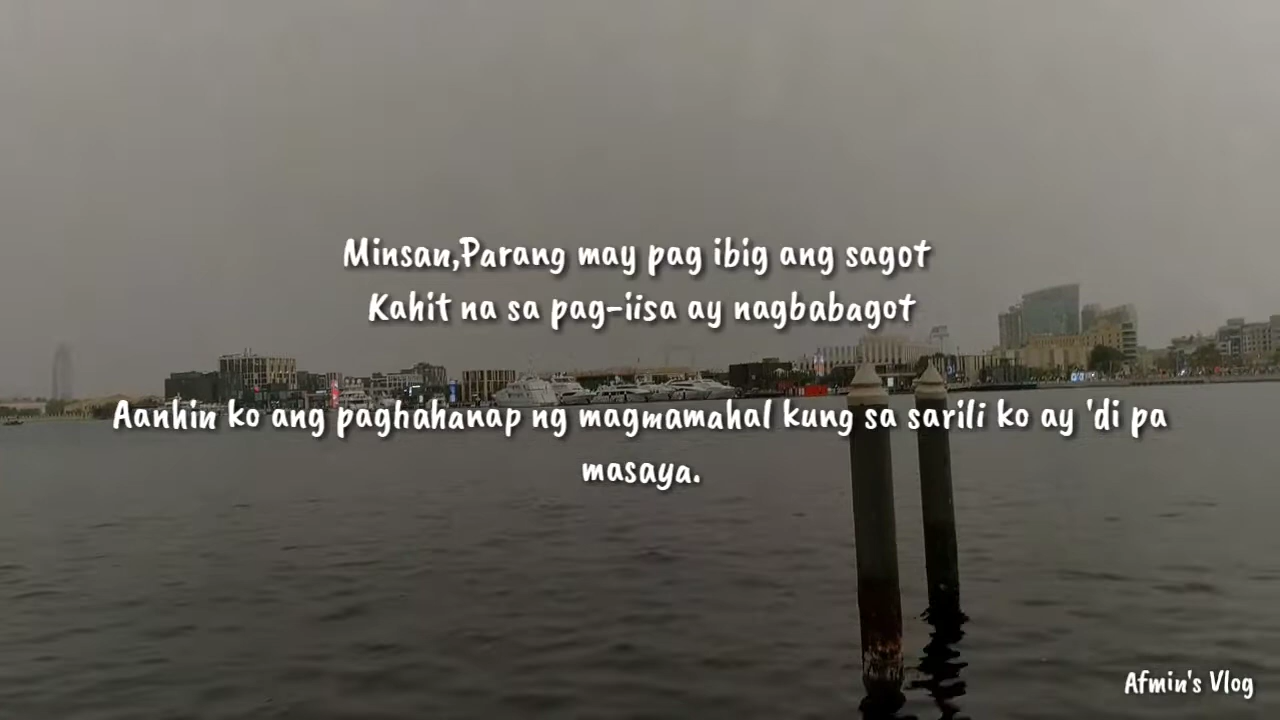 Minsan,Parang may pag ibig ang sagot
Kahit na sa pag-iisa ay nagbabagot
Aanhin ko ang paghahanap ng magmamahal kung sa sarili ko ay 'di pa
masaya.
Afmin's Vlog